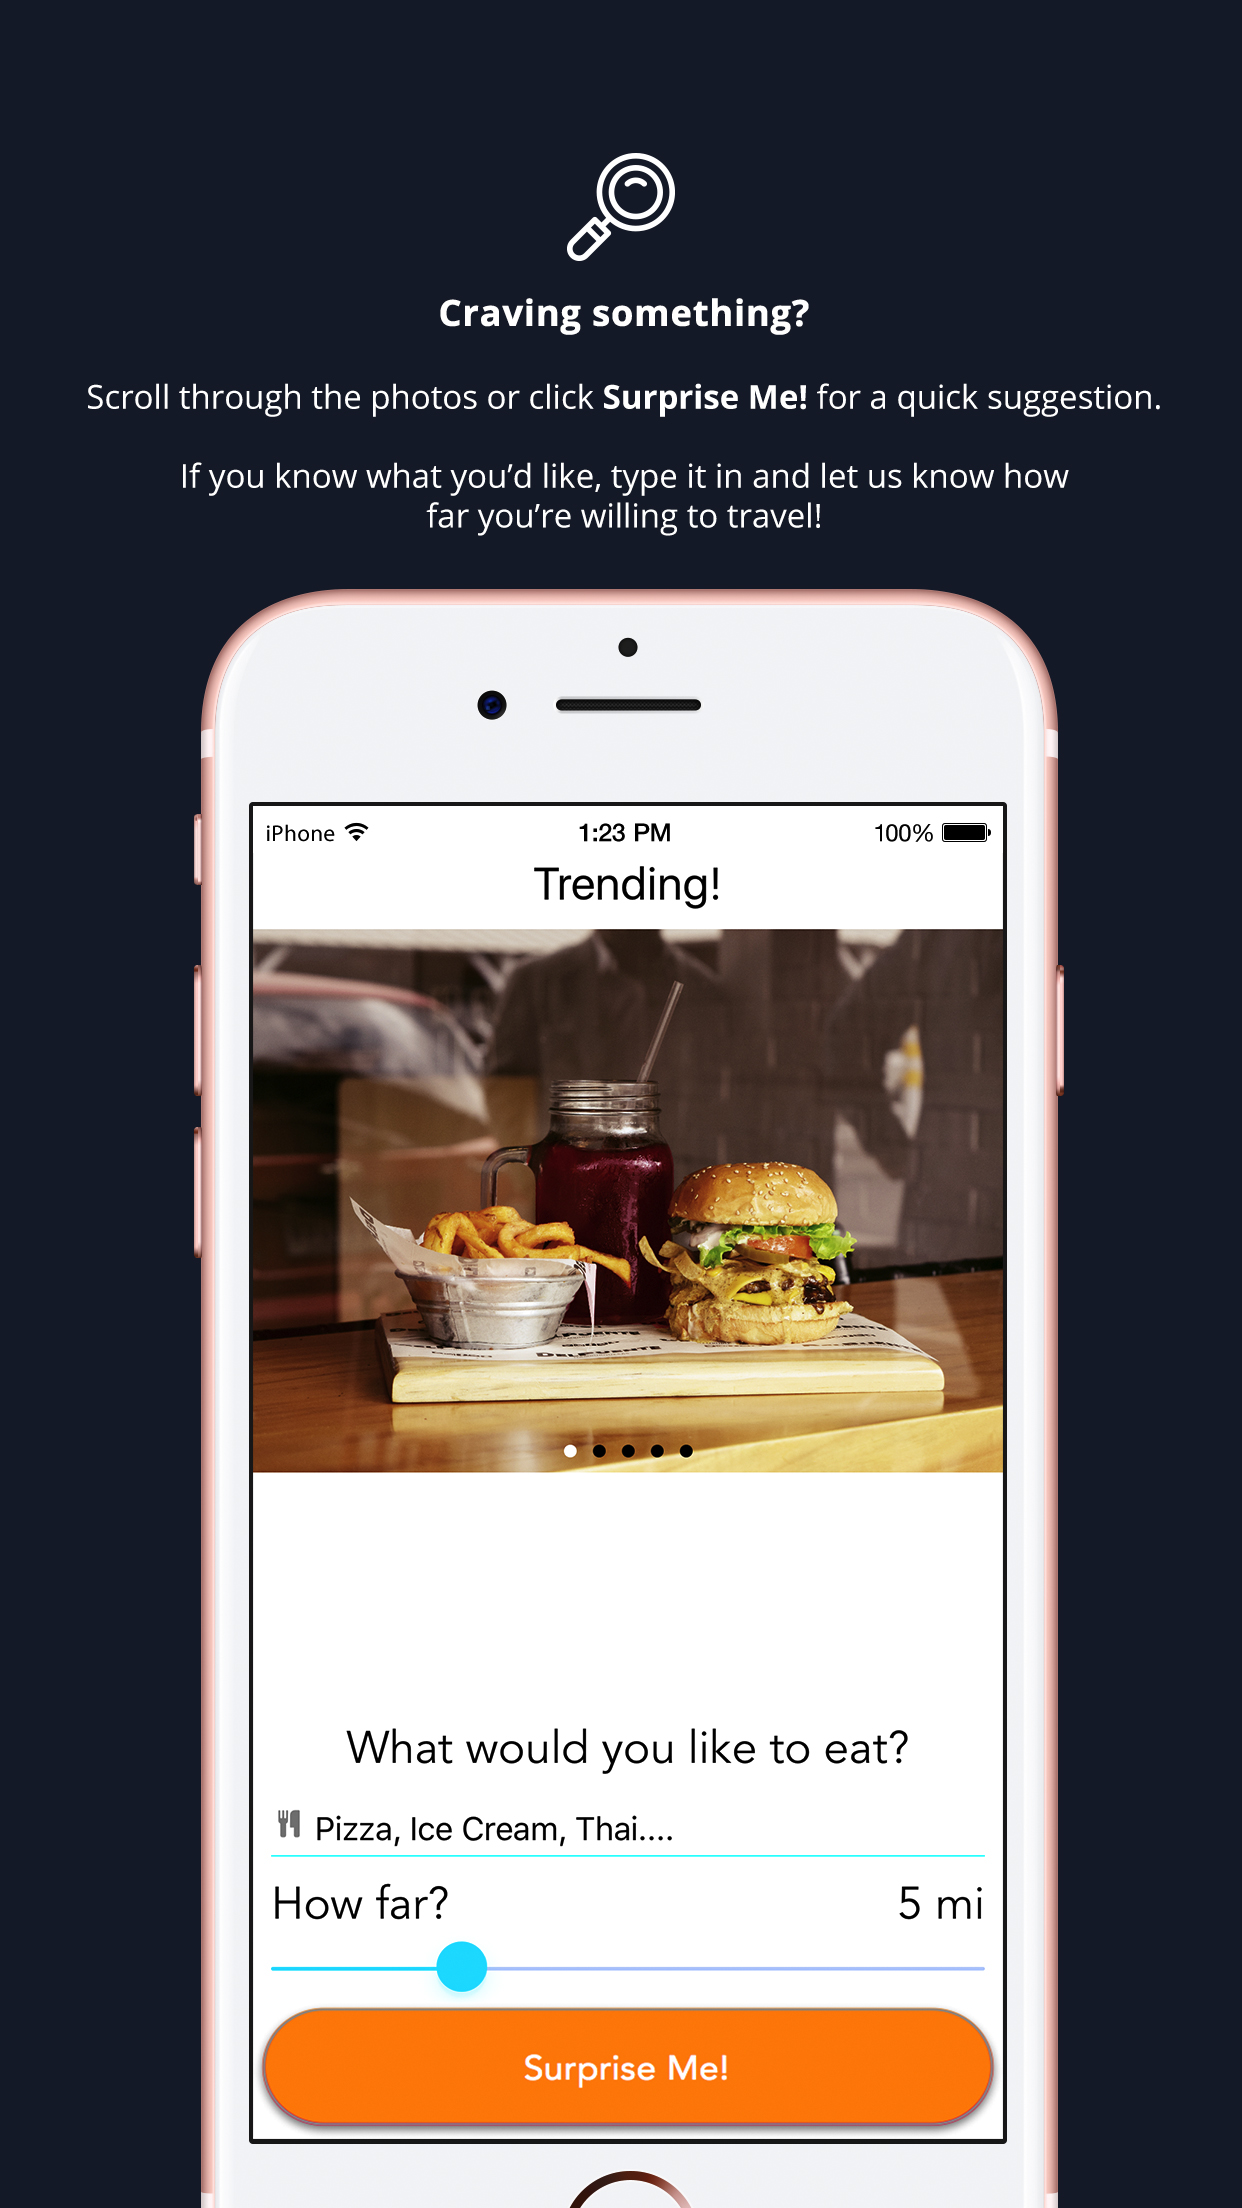 Craving something?
Scroll through the photos or click Surprise Me! for a quick suggestion.
If you know what you’d like, type it in and let us know how
far you’re willing to travel!
iPhone 1:23 PM 100%
Trending!
DELFUENTE
What would you like to eat?
Pizza, Ice Cream, Thai....
How far? 5 mi
Surprise Me!